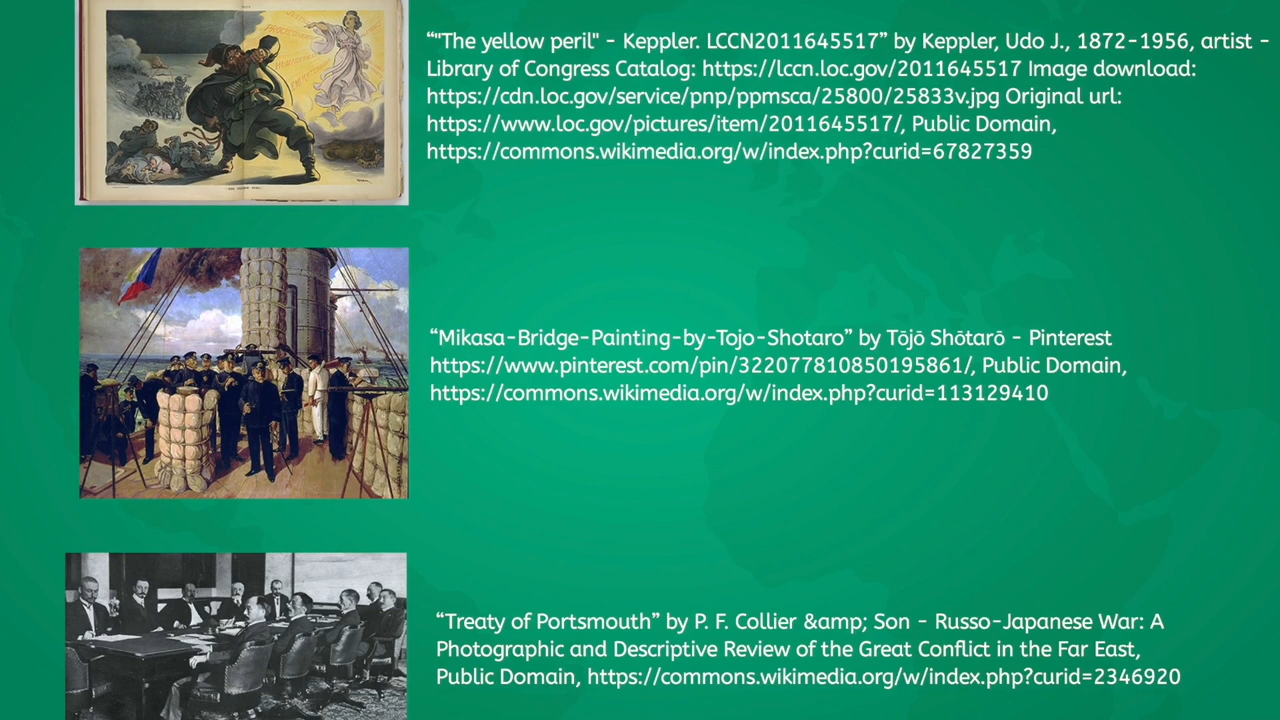 “"The yellow peril" - Keppler. LCCN2011645517” by Keppler, Udo J., 1872-1956, artist -
Library of Congress Catalog: https://lccn.loc.gov/2011645517 Image download:
https://cdn.loc.gov/service/pnp/ppmsca/25800/25833v.jpg Original url:
https://www.loc.gov/pictures/item/2011645517/, Public Domain,
https://commons.wikimedia.org/w/index.php?curid=67827359
“Mikasa-Bridge-Painting-by-Tojo-Shotaro” by Tōjō Shōtarō - Pinterest
https://www.pinterest.com/pin/322077810850195861/, Public Domain,
https://commons.wikimedia.org/w/index.php?curid=113129410
“Treaty of Portsmouth” by P. F. Collier &amp; Son - Russo-Japanese War: A
Photographic and Descriptive Review of the Great Conflict in the Far East,
Public Domain, https://commons.wikimedia.org/w/index.php?curid=2346920